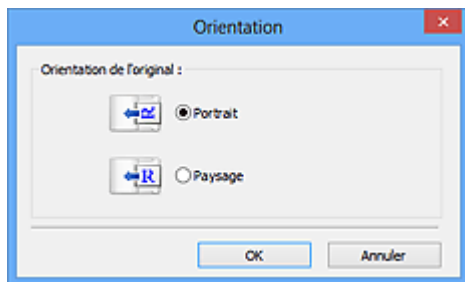 Orientation
Orientation de l'original :
R
Portrait
R
Paysage
OK
Annuler